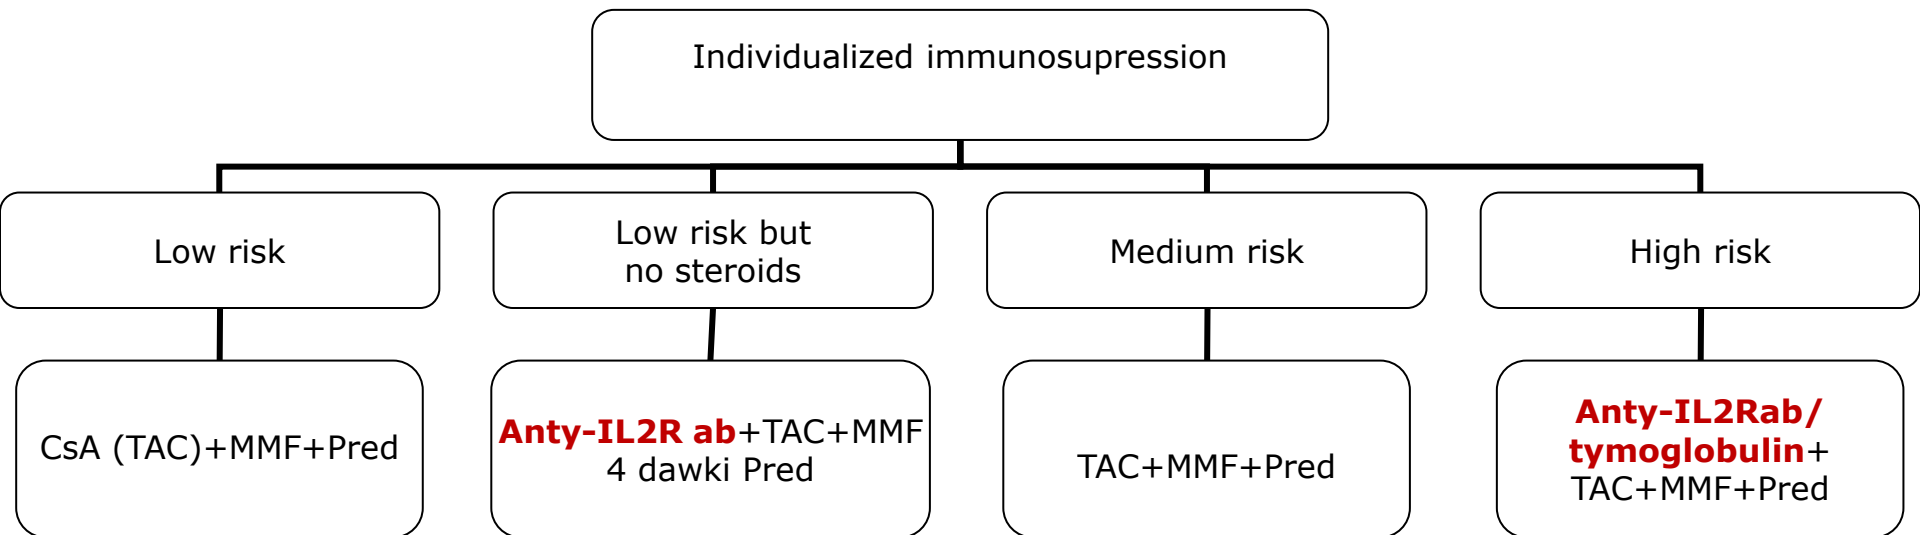 Individualized immunosupression
Low risk
Low risk but
no steroids
Medium risk
High risk
CsA (TAC)+MMF+Pred
Anty-IL2R ab+TAC+MMF
4 dawki Pred
TAC+MMF+Pred
Anty-IL2Rab/
tymoglobulin+
TAC+MMF+Pred